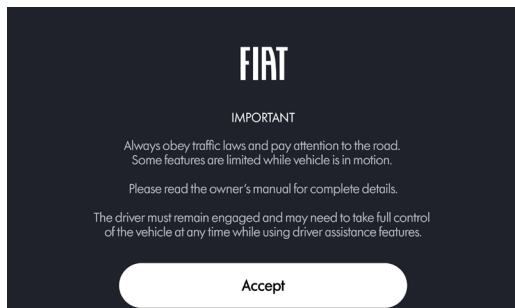 FIAT
IMPORTANT
Always obey traffic laws and pay attention to the road.
Some features are limited while vehicle is in motion.
Please read the owner's manual for complete details.
The driver must remain engaged and may need to take full control
of the vehicle at any time while using driver assistance features.
Accept